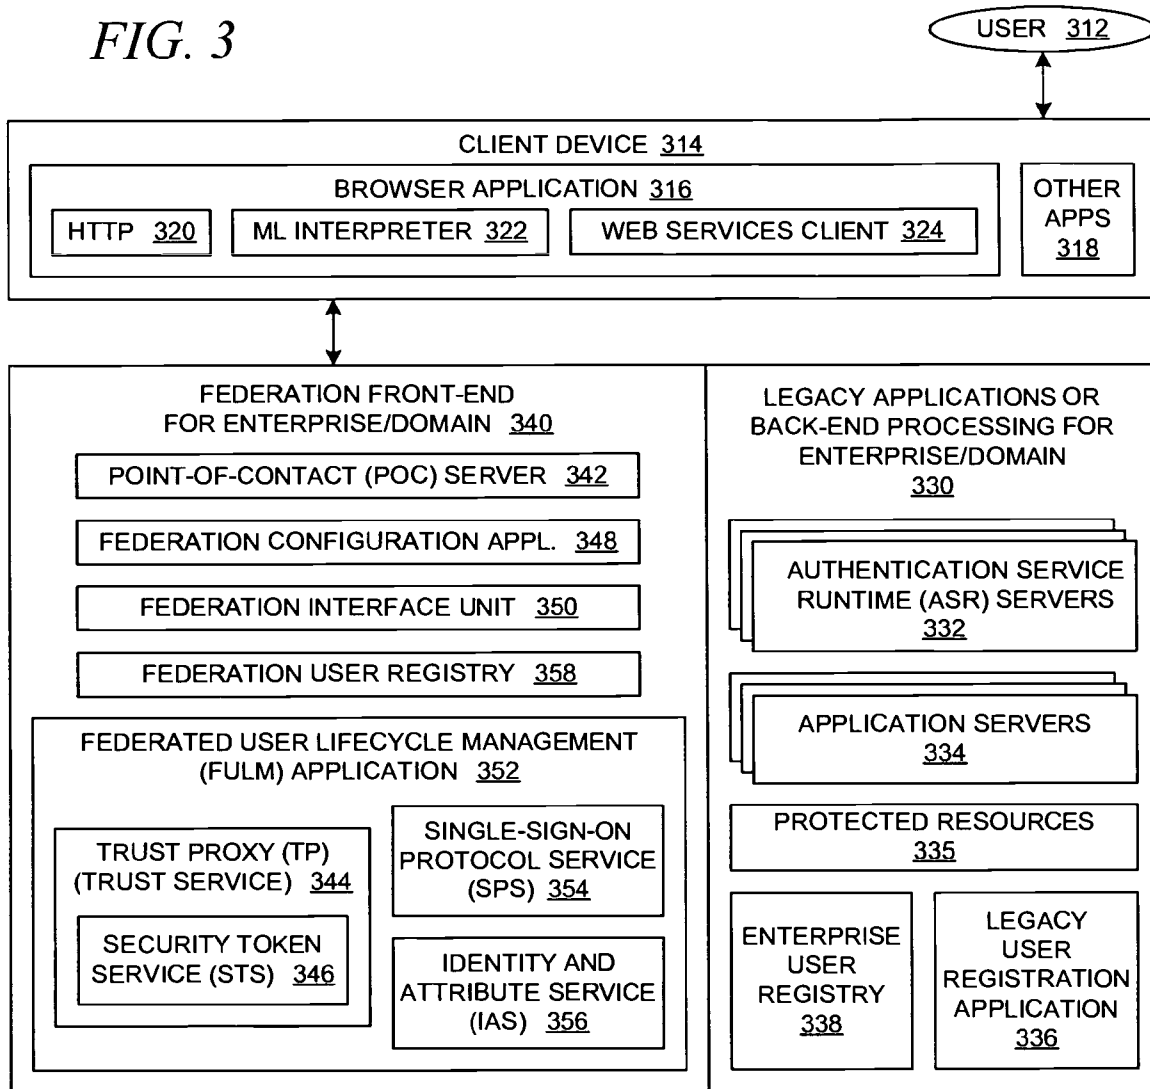 FIG. 3
USER 312
CLIENT DEVICE 314
BROWSER APPLICATION 316
HTTP 320
ML INTERPRETER 322
WEB SERVICES CLIENT 324
OTHER
APPS
318
FEDERATION FRONT-END
FOR ENTERPRISE/DOMAIN 340
POINT-OF-CONTACT (POC) SERVER 342
FEDERATION CONFIGURATION APPL. 348
FEDERATION INTERFACE UNIT 350
FEDERATION USER REGISTRY 358
FEDERATED USER LIFECYCLE MANAGEMENT
(FULM) APPLICATION 352
TRUST PROXY (TP)
(TRUST SERVICE) 344
SECURITY TOKEN
SERVICE (STS) 346
SINGLE-SIGN-ON
PROTOCOL SERVICE
(SPS) 354
IDENTITY AND
ATTRIBUTE SERVICE
(IAS) 356
LEGACY APPLICATIONS OR
BACK-END PROCESSING FOR
ENTERPRISE/DOMAIN
330
AUTHENTICATION SERVICE
RUNTIME (ASR) SERVERS
332
APPLICATION SERVERS
334
PROTECTED RESOURCES
335
ENTERPRISE
USER
REGISTRY
338
LEGACY
USER
REGISTRATION
APPLICATION
336